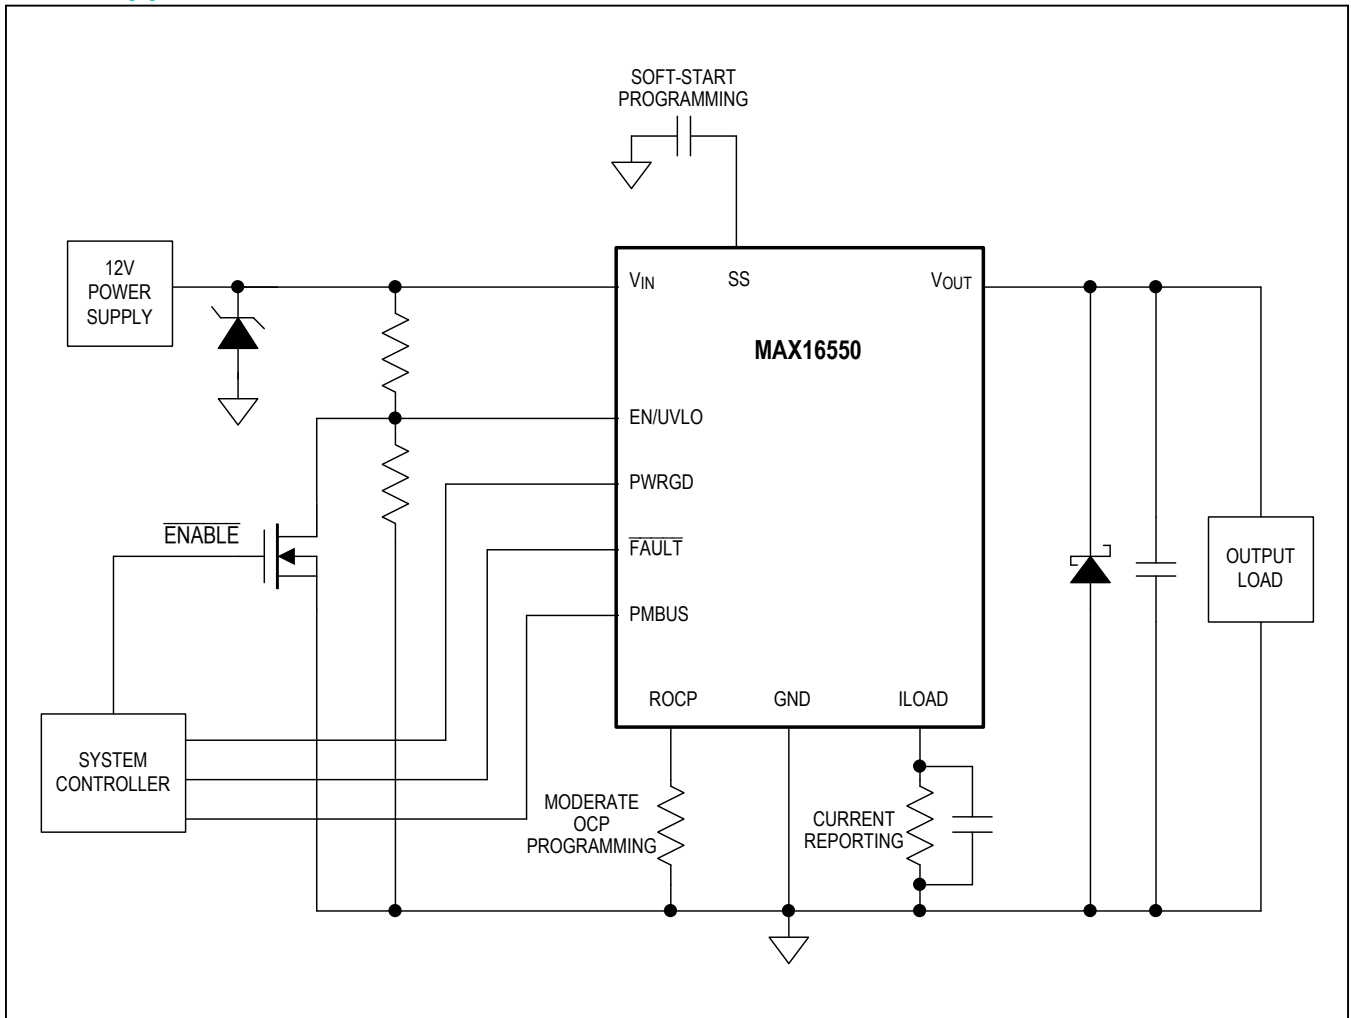 SOFT-START
PROGRAMMING
12V
POWER
SUPPLY
VIN
SS
VOUT
MAX16550
EN/UVLO
PWRGD
ENABLE
FAULT
PMBUS
OUTPUT
LOAD
ROCP
GND
ILOAD
SYSTEM
CONTROLLER
MODERATE
OCP
PROGRAMMING
CURRENT
REPORTING